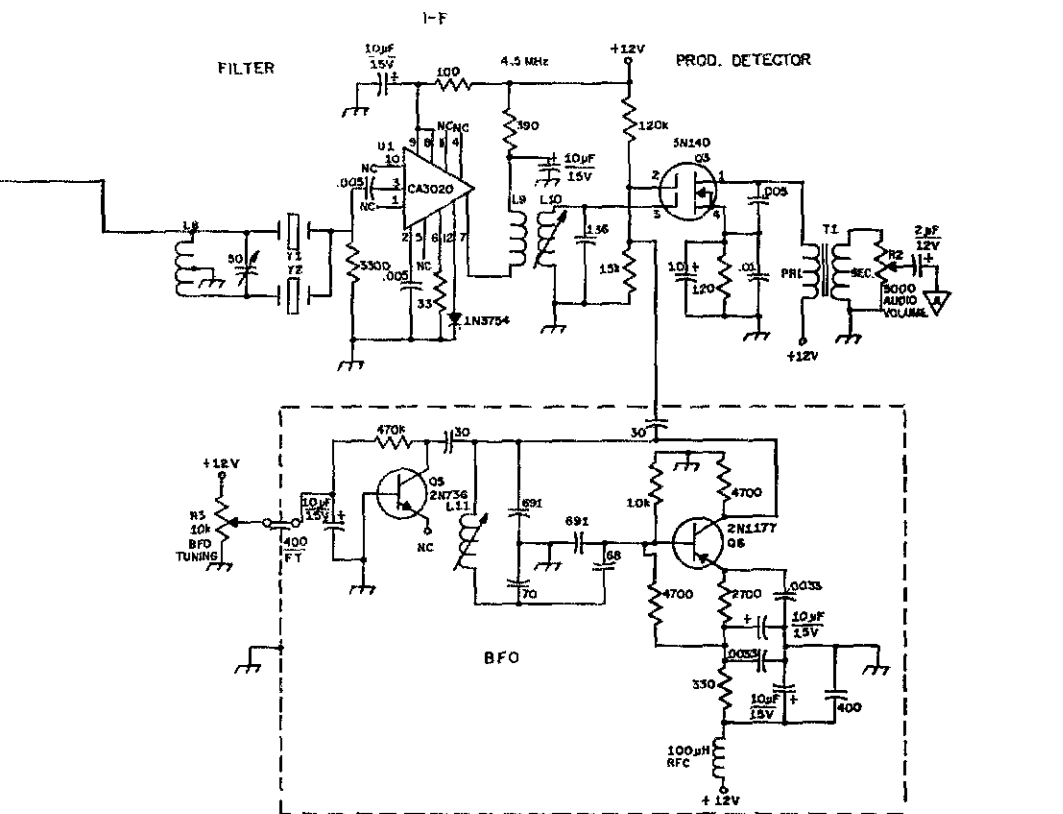 I-F
FILTER
10µF
15V
+
100
4.5 MHz
+12V
PROD. DETECTOR
390
120k
U1
NC
NC
9
8
4
10
NC
.005
3
CA3020
NC
1
2
5
6
12
7
NC
10µF
15V
+
3N140
Q3
2
1
3
4
.005
L8
50
Y1
Y2
3300
.005
33
1N3754
L9
L10
136
15k
10
+
120
.01
T1
PRI.
SEC.
+12V
R2
5000
AUDIO
VOLUME
2µF
12V
+
A
30
470k
30
+12V
R3
10k
BFO
TUNING
400
FT
10µF
15V
+
Q5
2N736
NC
L11
691
691
70
68
10k
4700
2N1177
Q6
4700
2700
.0033
+
10µF
15V
.0033
330
10µF
15V
+
400
100µH
RFC
+12V
BFO